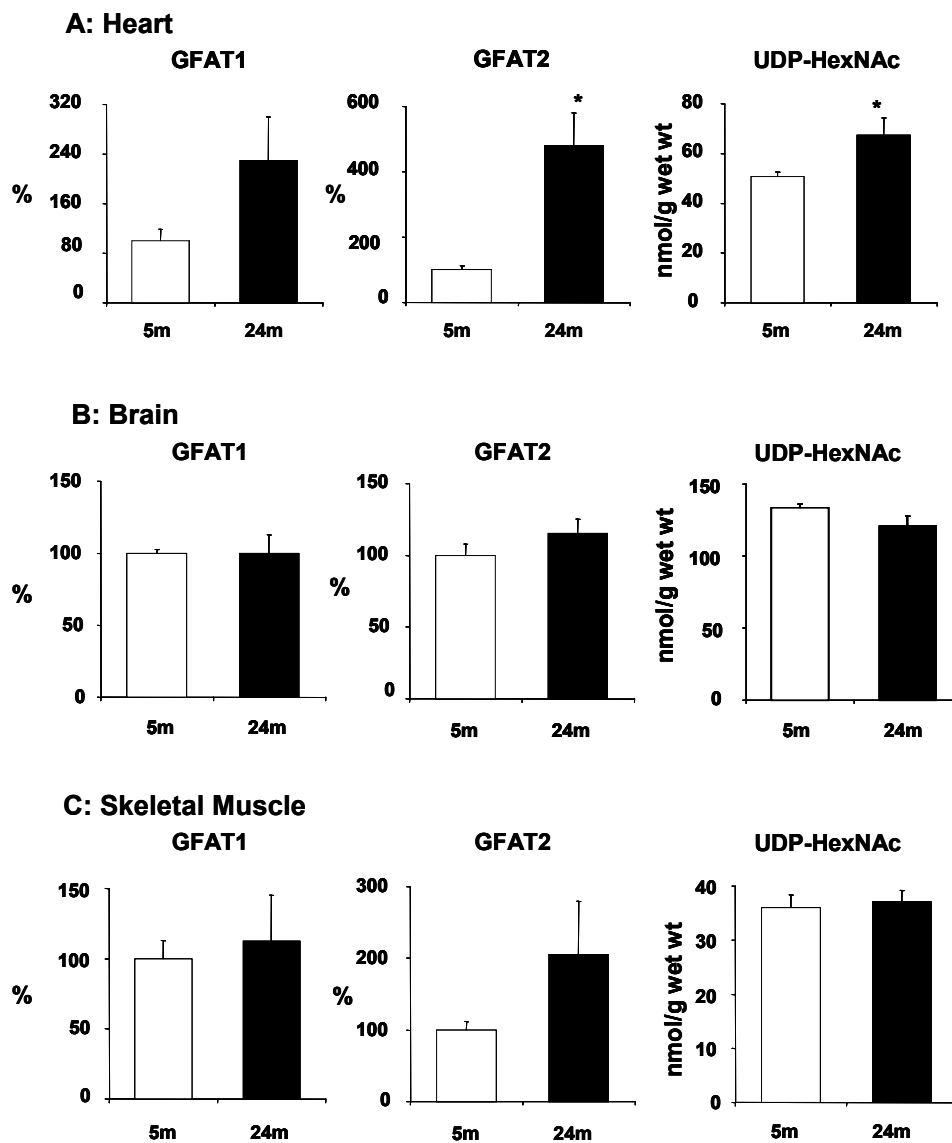 A: Heart
GFAT1
GFAT2
UDP-HexNAc
320
240
160
80
0
%
5m
24m
600
400
200
0
%
*
5m
24m
80
60
40
20
0
nmol/g wet wt
*
5m
24m
B: Brain
GFAT1
GFAT2
UDP-HexNAc
150
100
50
0
%
5m
24m
150
100
50
0
%
5m
24m
150
100
50
0
nmol/g wet wt
5m
24m
C: Skeletal Muscle
GFAT1
GFAT2
UDP-HexNAc
150
100
50
0
%
5m
24m
300
200
100
0
%
5m
24m
40
30
20
10
0
nmol/g wet wt
5m
24m